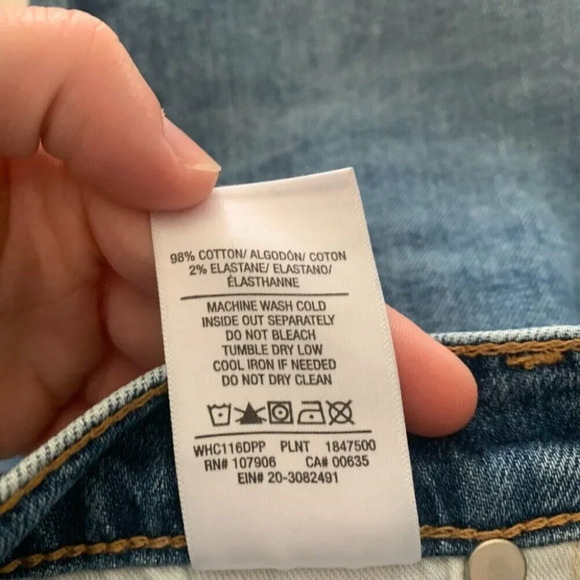 98% COTTON/ ALGODÓN/ COTON
2% ELASTANE/ ELASTANO/
ÉLASTHANNE
MACHINE WASH COLD
INSIDE OUT SEPARATELY
DO NOT BLEACH
TUMBLE DRY LOW
COOL IRON IF NEEDED
DO NOT DRY CLEAN
WHC116DPP PLNT 1847500
RN# 107906 CA# 00635
EIN# 20-3082491